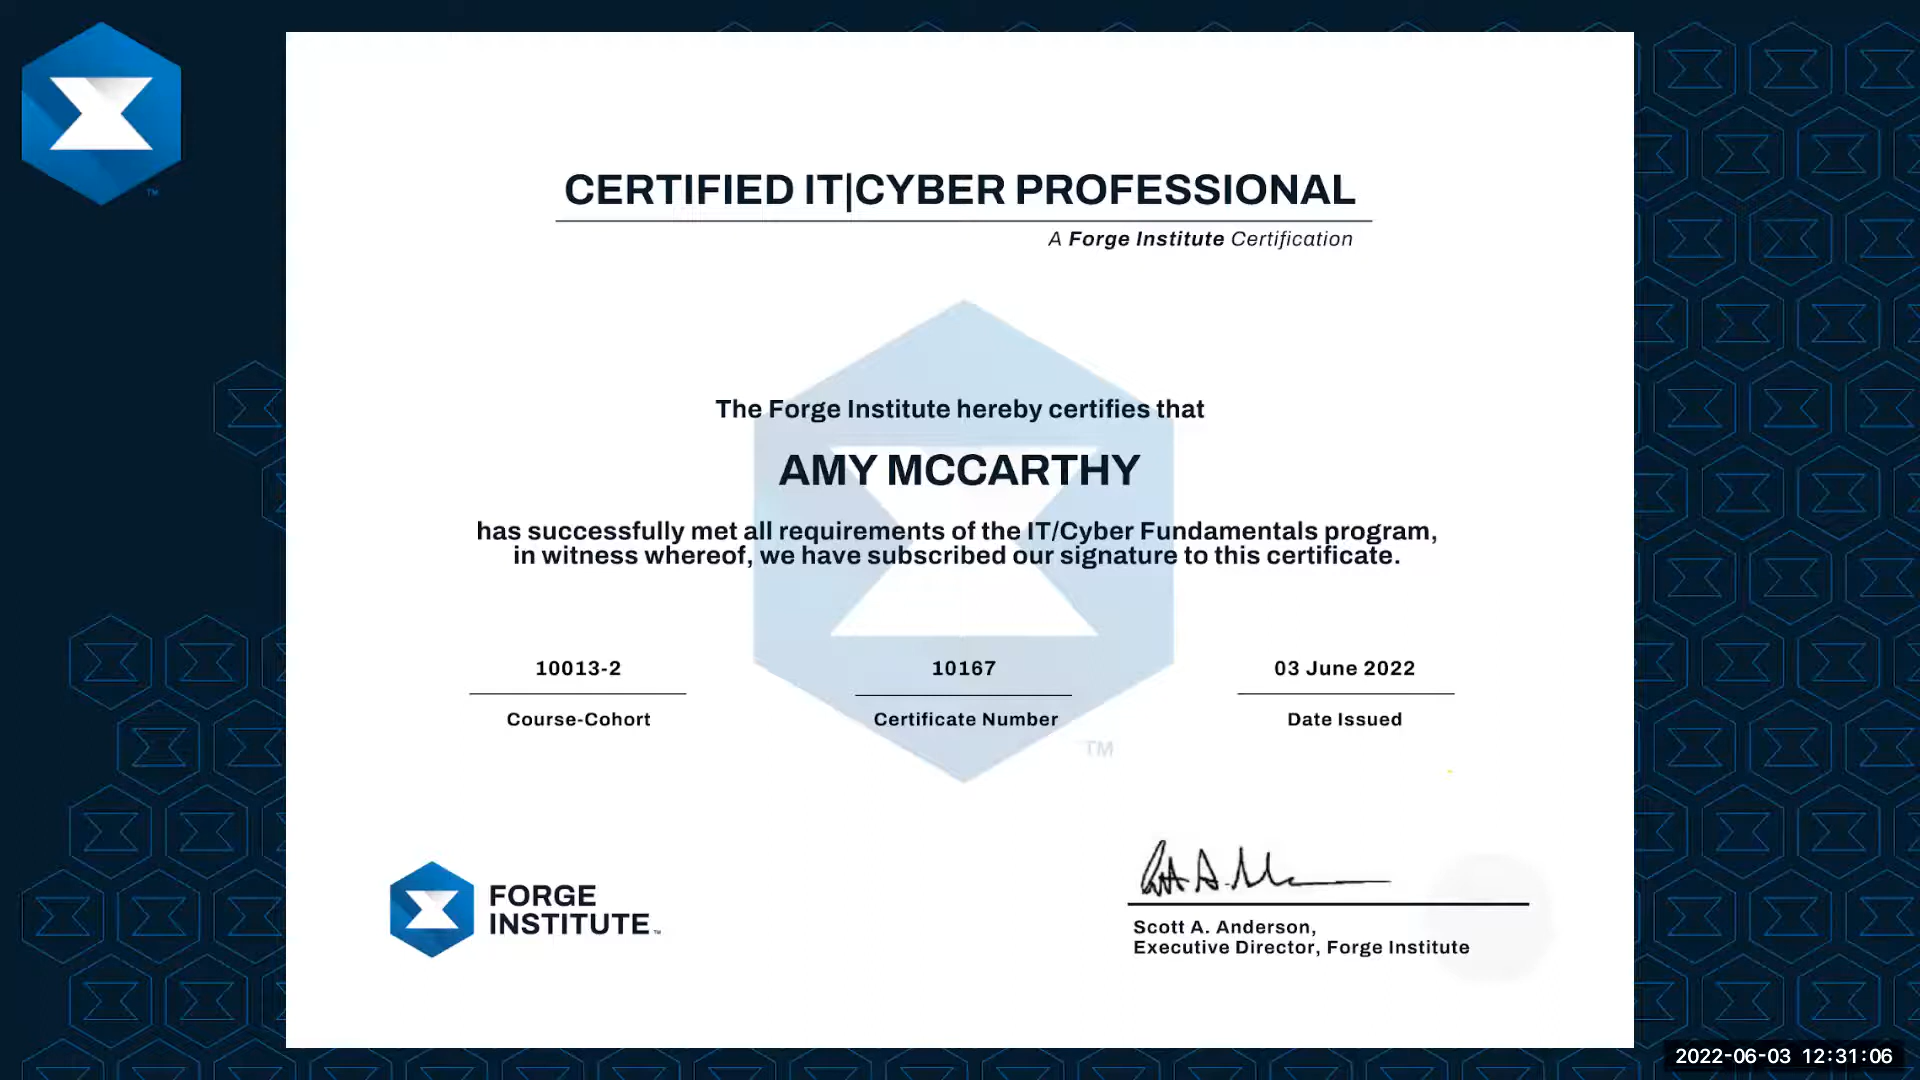 TM
CERTIFIED IT|CYBER PROFESSIONAL
A Forge Institute Certification
The Forge Institute hereby certifies that
AMY MCCARTHY
has successfully met all requirements of the IT/Cyber Fundamentals program,
in witness whereof, we have subscribed our signature to this certificate.
10013-2
Course-Cohort
10167
Certificate Number
03 June 2022
Date Issued
TM
FORGE
INSTITUTE™
Scott A. Anderson,
Executive Director, Forge Institute
2022-06-03 12:31:06